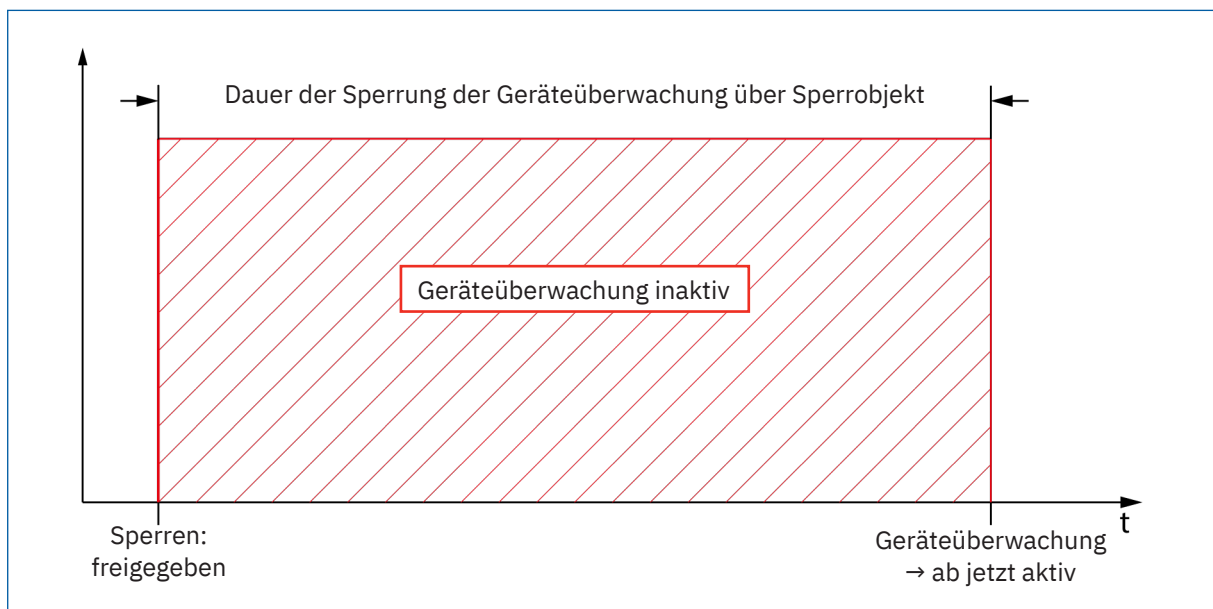 Dauer der Sperrung der Geräteüberwachung über Sperrobjekt
Geräteüberwachung inaktiv
t
Sperren:
freigegeben
Geräteüberwachung
→ ab jetzt aktiv